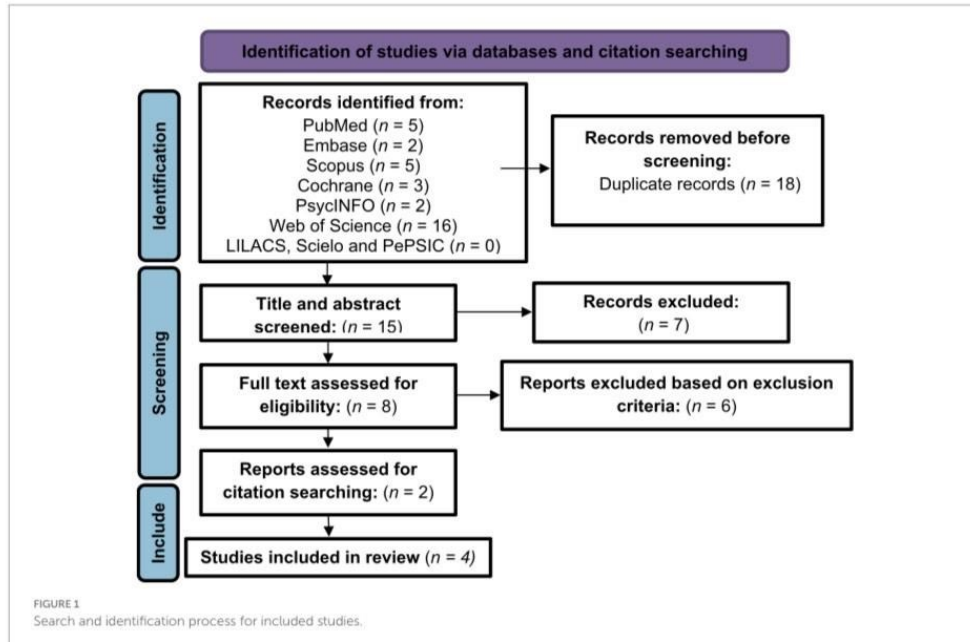 Identification of studies via databases and citation searching
Identification
Records identified from:
PubMed (n = 5)
Embase (n = 2)
Scopus (n = 5)
Cochrane (n = 3)
PsycINFO (n = 2)
Web of Science (n = 16)
LILACS, Scielo and PePSIC (n = 0)
Records removed before
screening:
Duplicate records (n = 18)
Screening
Title and abstract
screened: (n = 15)
Records excluded:
(n = 7)
Full text assessed for
eligibility: (n = 8)
Reports excluded based on exclusion
criteria: (n = 6)
Reports assessed for
citation searching: (n = 2)
Include
Studies included in review (n = 4)
FIGURE 1
Search and identification process for included studies.